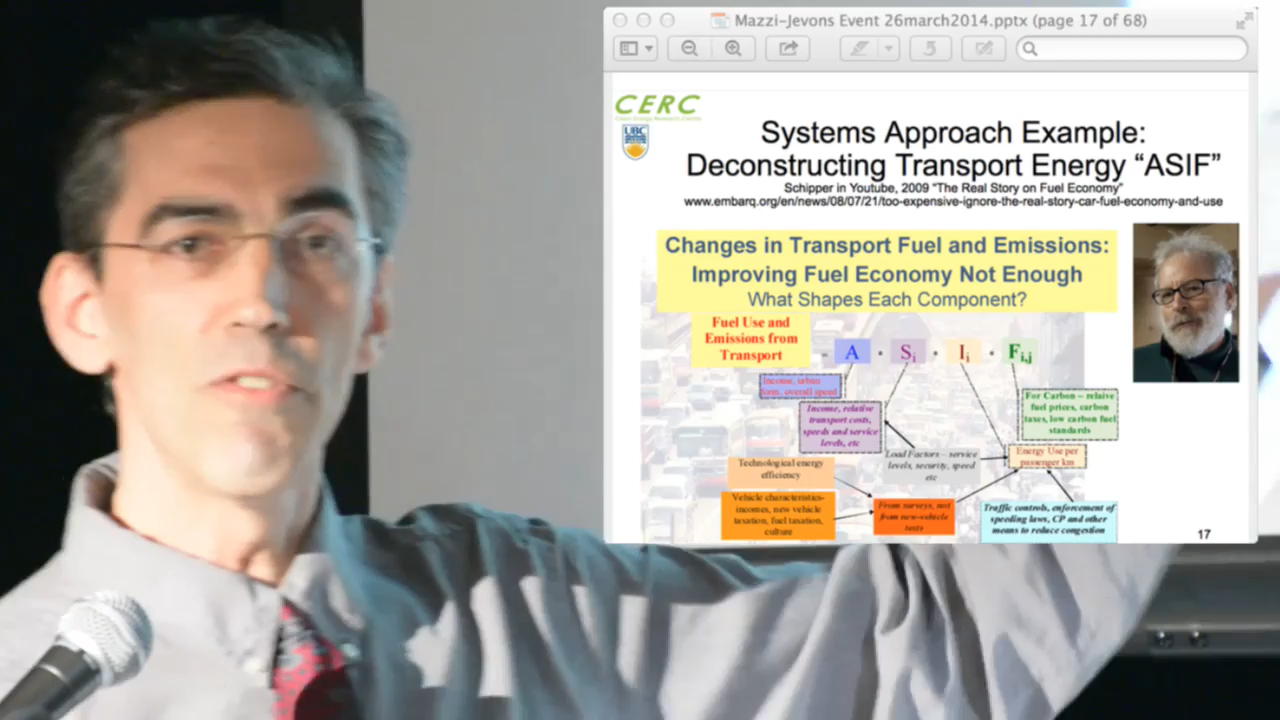 Mazzi-Jevons Event 26march2014.pptx (page 17 of 68)
CERC
Clean Energy Research Centre
UBC
Systems Approach Example:
Deconstructing Transport Energy “ASIF”
Schipper in Youtube, 2009 “The Real Story on Fuel Economy”
www.embarq.org/en/news/08/07/21/too-expensive-ignore-the-real-story-car-fuel-economy-and-use
Changes in Transport Fuel and Emissions:
Improving Fuel Economy Not Enough
What Shapes Each Component?
Fuel Use and
Emissions from
Transport
= A • Si • Ii • Fi,j
Income, urban
form, overall speed
Income, relative
transport costs,
speeds and service
levels, etc
For Carbon – relaive
fuel prices, carbon
taxes, low carbon fuel
standards
Load Factors – service
levels, security, speed
etc
Energy Use per
passenger km
Technological energy
efficiency
Vehicle characteristics-
incomes, new vehicle
taxation, fuel taxation,
culture
From surveys, not
from new-vehicle
tests
Traffic controls, enforcement of
speeding laws, CP and other
means to reduce congestion
17